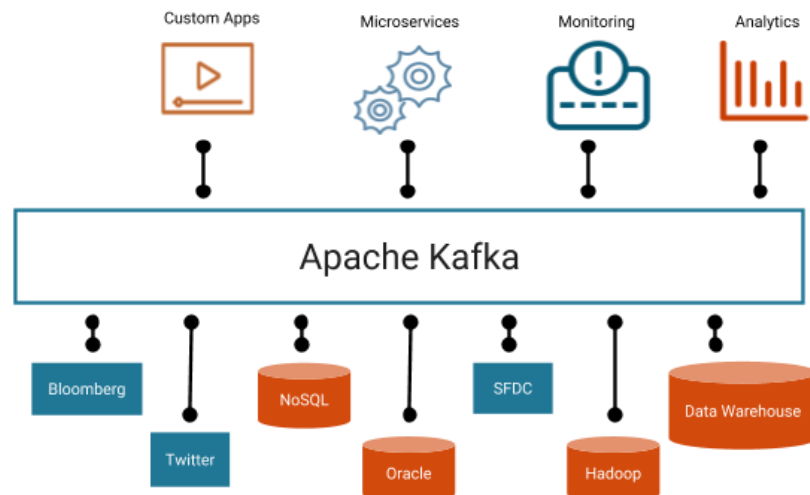 Custom Apps
Microservices
Monitoring
Analytics
Apache Kafka
Bloomberg
Twitter
NoSQL
Oracle
SFDC
Hadoop
Data Warehouse